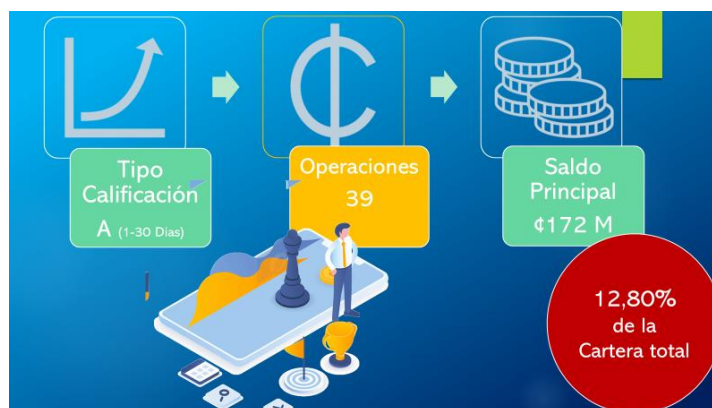 Tipo
Calificación
A (1-30 Dias)
Operaciones
39
Saldo
Principal
¢172 M
12,80%
de la
Cartera total